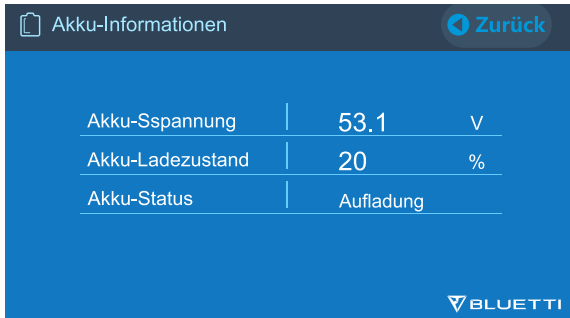 Akku-Informationen Zurück
Akku-Sspannung 53.1 V
Akku-Ladezustand 20 %
Akku-Status Aufladung
BLUETTI